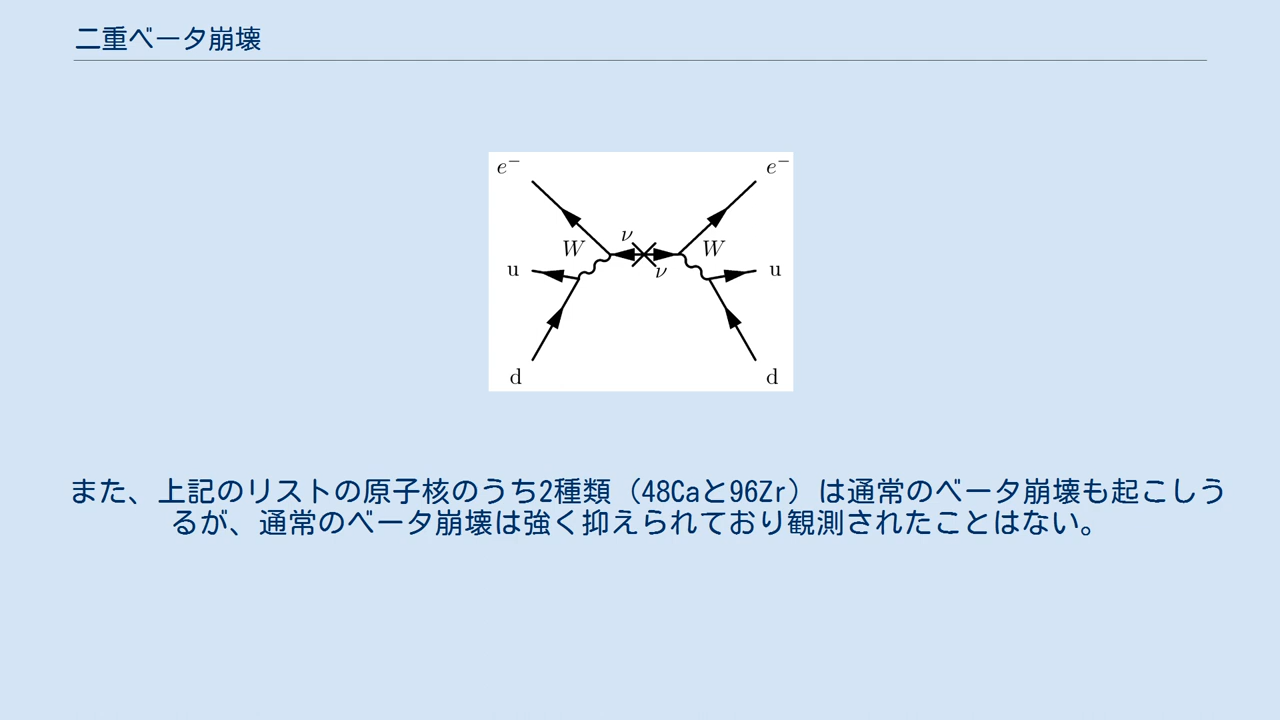 二重ベータ崩壊
e⁻ e⁻
ν
W W
u ν u
d d
また、上記のリストの原子核のうち2種類（48Caと96Zr）は通常のベータ崩壊も起こしう
るが、通常のベータ崩壊は強く抑えられており観測されたことはない。